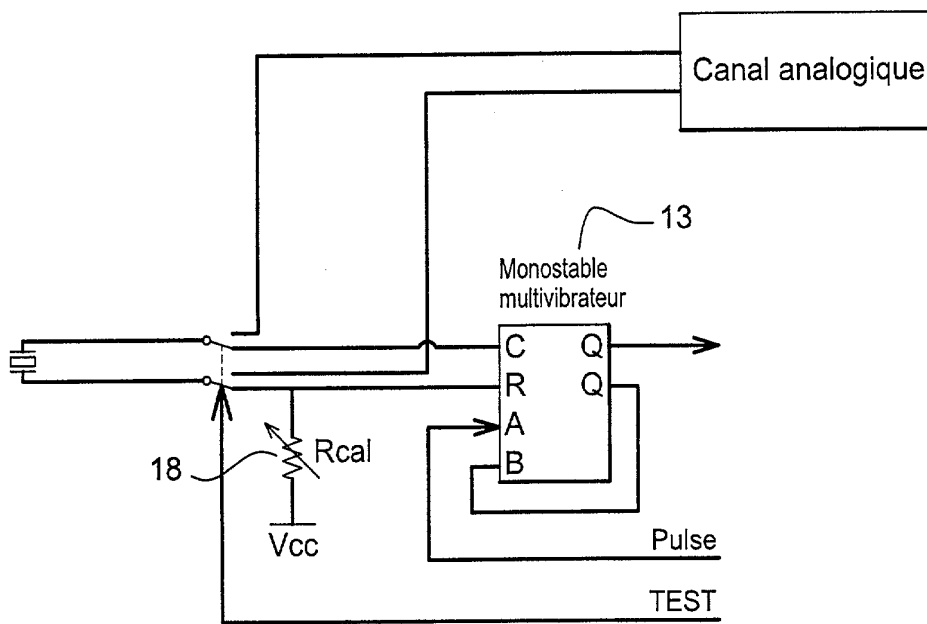 Canal analogique
13
Monostable
multivibrateur
C Q
R Q
A
B
18
Rcal
Vcc
Pulse
TEST